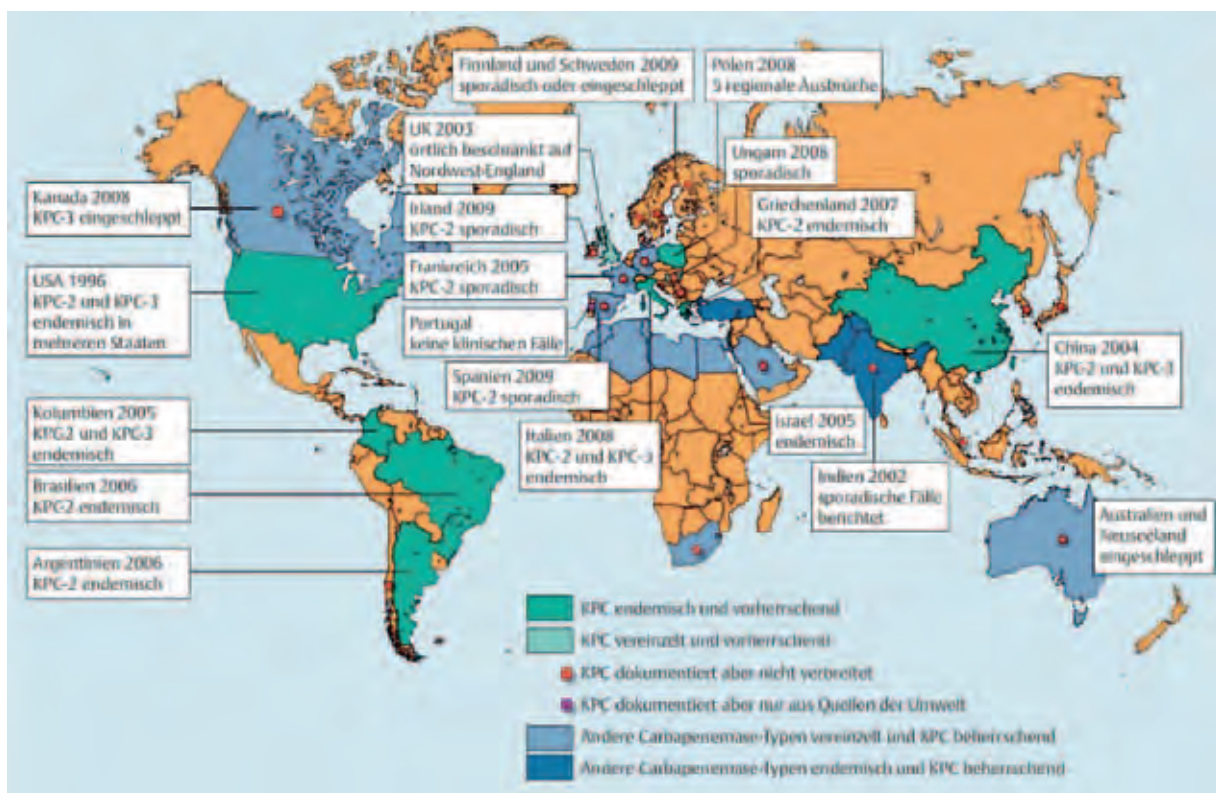 Finnland und Schweden 2009
sporadisch oder eingeschleppt
Polen 2008
5 regionale Ausbrüche
UK 2003
örtlich beschränkt auf
Nordwest-England
Ungarn 2008
sporadisch
Kanada 2008
KPC-3 eingeschleppt
Irland 2009
KPC-2 sporadisch
Griechenland 2007
KPC-2 endemisch
USA 1996
KPC-2 und KPC-3
endemisch in
mehreren Staaten
Frankreich 2005
KPC-2 sporadisch
Portugal
keine klinischen Fälle
China 2004
KPC-2 und KPC-3
endemisch
Spanien 2009
KPC-2 sporadisch
Kolumbien 2005
KPC2 und KPC-3
endemisch
Israel 2005
endemisch
Italien 2008
KPC-2 und KPC-3
endemisch
Indien 2002
sporadische Fälle
berichtet
Brasilien 2006
KPC-2 endemisch
Australien und
Neuseeland
eingeschleppt
Argentinien 2006
KPC-2 endemisch
KPC endemisch und vorherrschend
KPC vereinzelt und vorherrschend
KPC dokumentiert aber nicht verbreitet
KPC dokumentiert aber nur aus Quellen der Umwelt
Andere Carbapenemase-Typen vereinzelt und KPC beherrschend
Andere Carbapenemase-Typen endemisch und KPC beherrschend